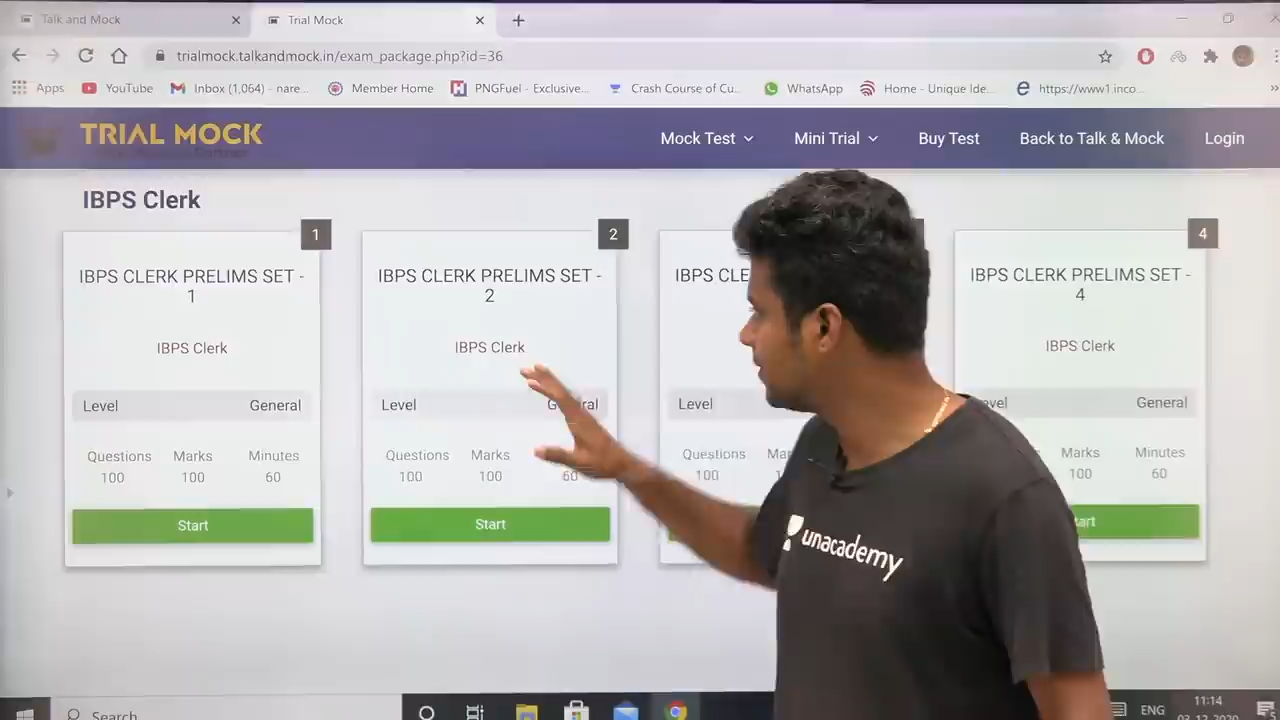 Talk and Mock
Trial Mock
trialmock.talkandmock.in/exam_package.php?id=36
Apps
YouTube
Inbox (1,064) - nare...
Member Home
PNGFuel - Exclusive...
Crash Course of Cu...
WhatsApp
Home - Unique Ide...
https://www1.inco...
TRIAL MOCK
Mock Test
Mini Trial
Buy Test
Back to Talk & Mock
Login
IBPS Clerk
1
IBPS CLERK PRELIMS SET -
1
IBPS Clerk
Level General
Questions Marks Minutes
100 100 60
Start
2
IBPS CLERK PRELIMS SET -
2
IBPS Clerk
Level General
Questions Marks
100 100 60
Start
IBPS CLE
Level
Questions
100
4
IBPS CLERK PRELIMS SET -
4
IBPS Clerk
General
Marks Minutes
100 60
unacademy
Search
ENG
11:14
03-12-2020